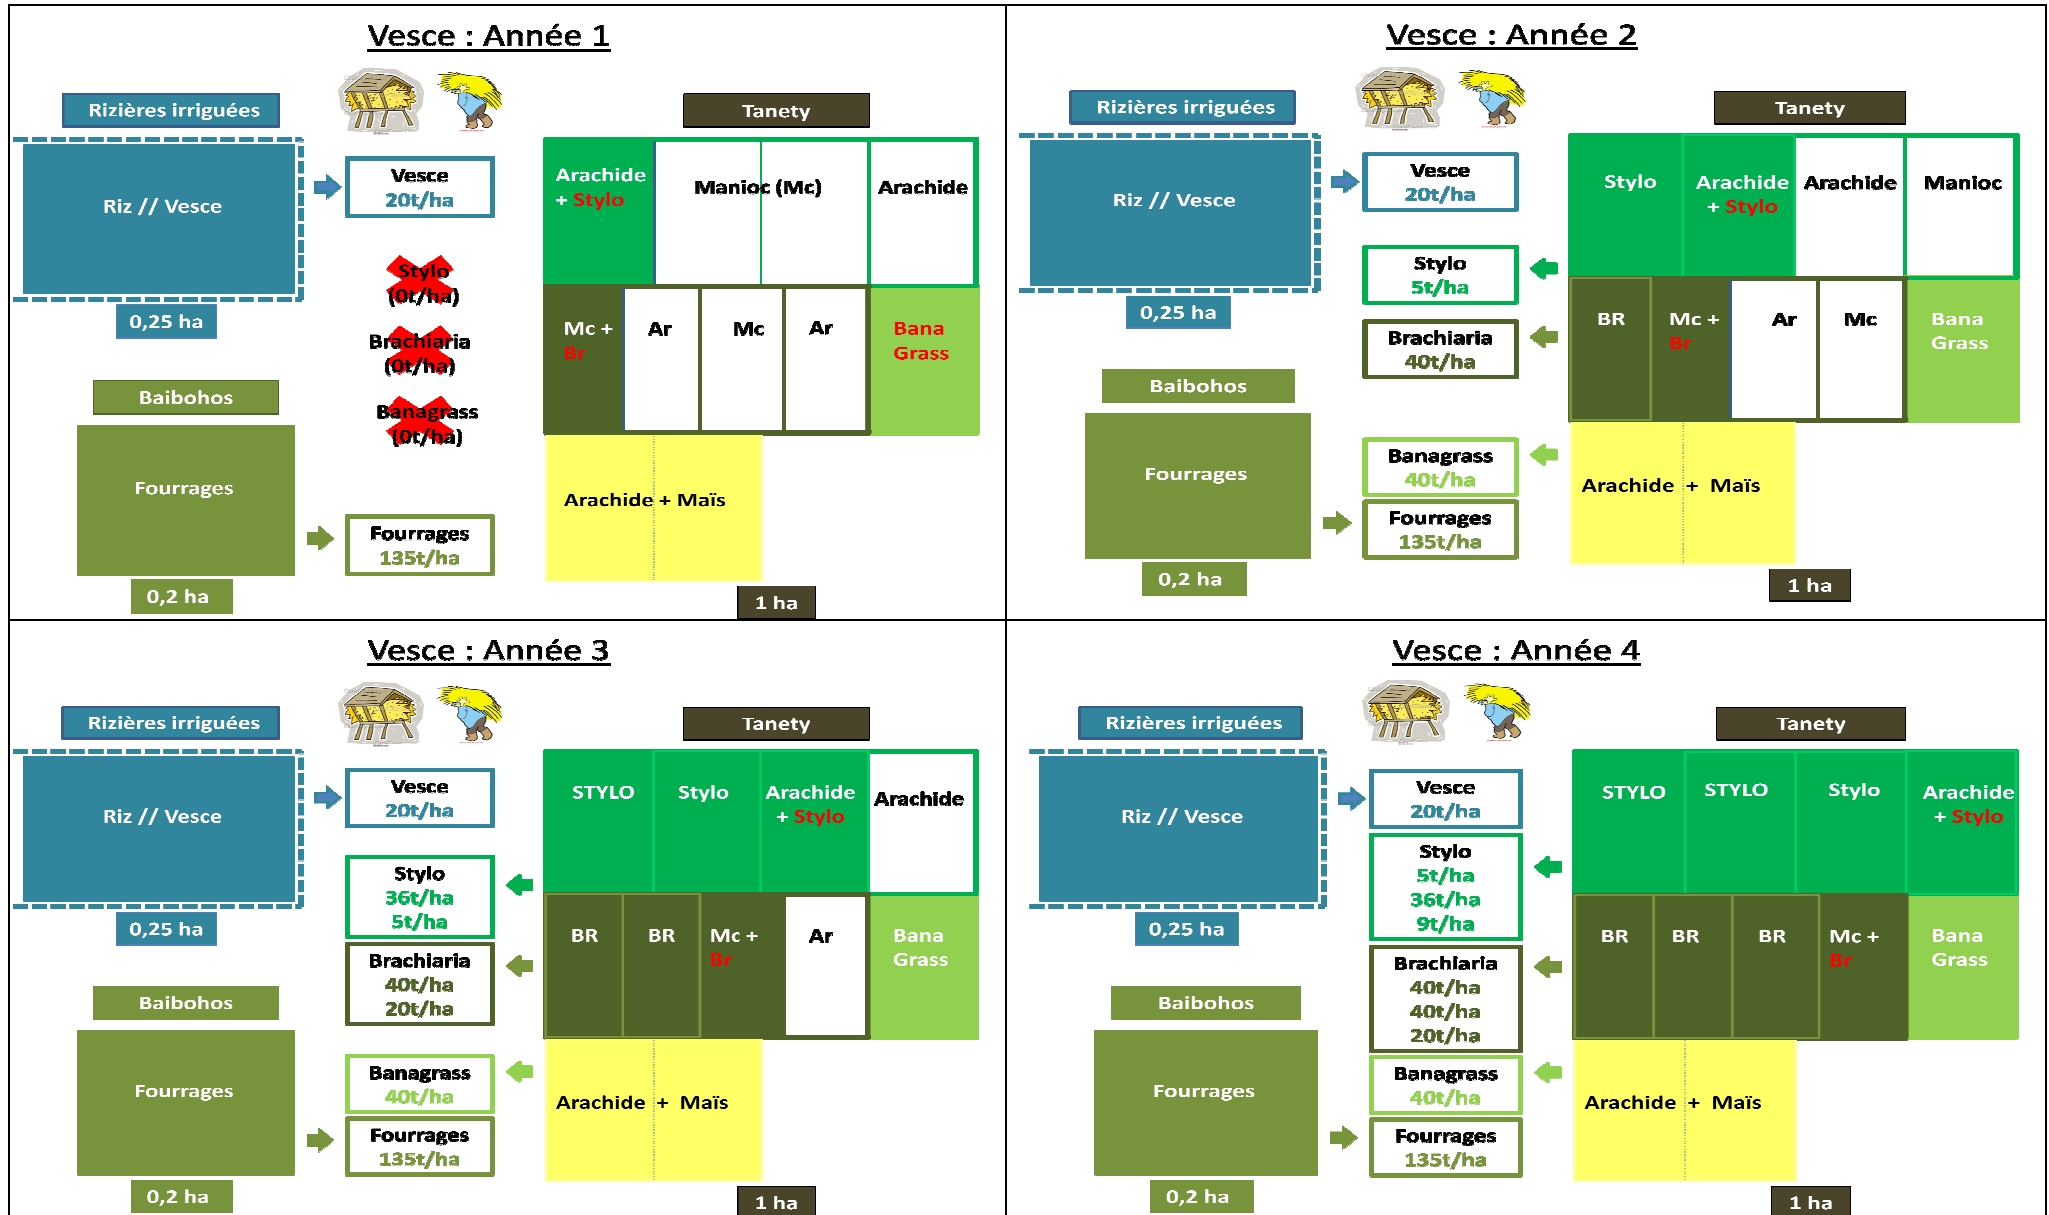 Vesce : Année 1
Rizières irriguées
Tanety
Riz // Vesce
0,25 ha
Vesce
20t/ha
Stylo
(0t/ha)
Brachiaria
(0t/ha)
Banagrass
(0t/ha)
Baibohos
Fourrages
0,2 ha
Fourrages
135t/ha
Arachide
+ Stylo
Manioc (Mc)
Arachide
Mc +
Br
Ar
Mc
Ar
Bana
Grass
Arachide + Maïs
1 ha
Vesce : Année 2
Rizières irriguées
Tanety
Riz // Vesce
0,25 ha
Vesce
20t/ha
Stylo
5t/ha
Brachiaria
40t/ha
Banagrass
40t/ha
Fourrages
135t/ha
Baibohos
Fourrages
0,2 ha
Stylo
Arachide
+ Stylo
Arachide
Manioc
BR
Mc +
Br
Ar
Mc
Bana
Grass
Arachide + Maïs
1 ha
Vesce : Année 3
Rizières irriguées
Tanety
Riz // Vesce
0,25 ha
Vesce
20t/ha
Stylo
36t/ha
5t/ha
Brachiaria
40t/ha
20t/ha
Banagrass
40t/ha
Fourrages
135t/ha
Baibohos
Fourrages
0,2 ha
STYLO
Stylo
Arachide
+ Stylo
Arachide
BR
BR
Mc +
Br
Ar
Bana
Grass
Arachide + Maïs
1 ha
Vesce : Année 4
Rizières irriguées
Tanety
Riz // Vesce
0,25 ha
Vesce
20t/ha
Stylo
5t/ha
36t/ha
9t/ha
Brachiaria
40t/ha
40t/ha
20t/ha
Banagrass
40t/ha
Fourrages
135t/ha
Baibohos
Fourrages
0,2 ha
STYLO
STYLO
Stylo
Arachide
+ Stylo
BR
BR
BR
Mc +
Br
Bana
Grass
Arachide + Maïs
1 ha